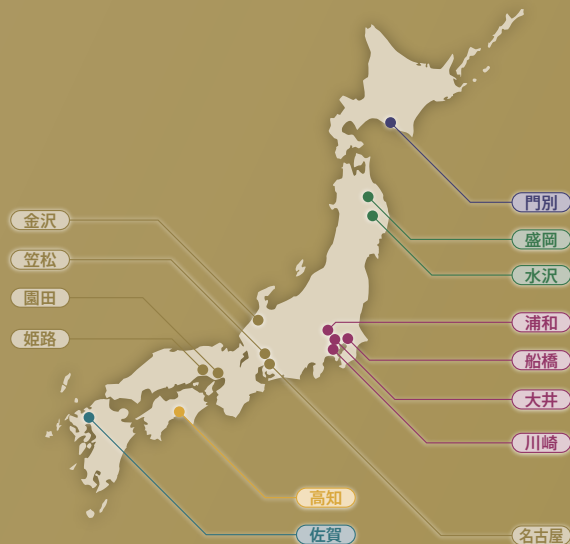 門別
盛岡
水沢
浦和
船橋
大井
川崎
金沢
笠松
園田
姫路
高知
佐賀
名古屋